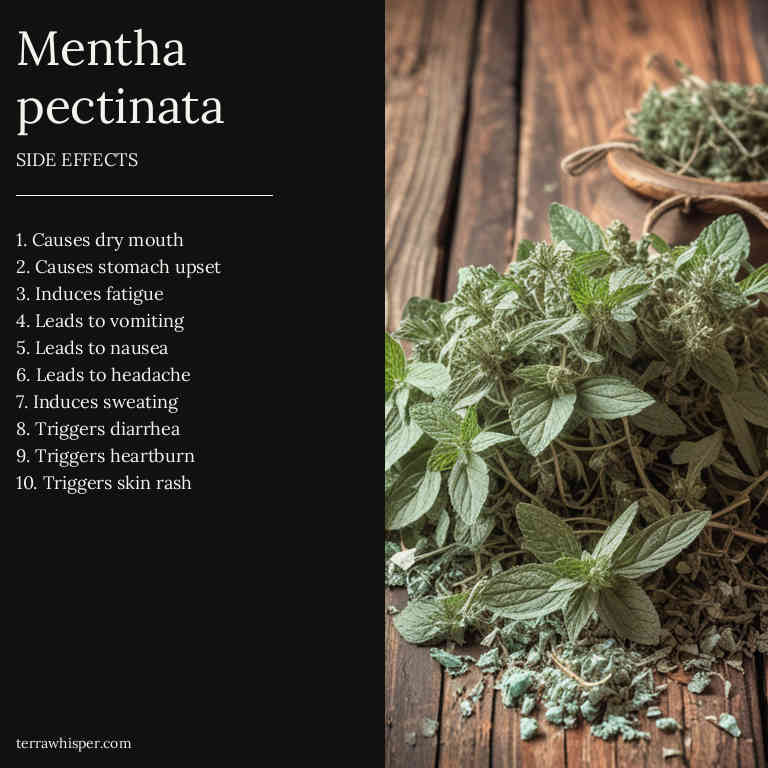 Mentha
pectinata
SIDE EFFECTS
1. Causes dry mouth
2. Causes stomach upset
3. Induces fatigue
4. Leads to vomiting
5. Leads to nausea
6. Leads to headache
7. Induces sweating
8. Triggers diarrhea
9. Triggers heartburn
10. Triggers skin rash
terrawhisper.com